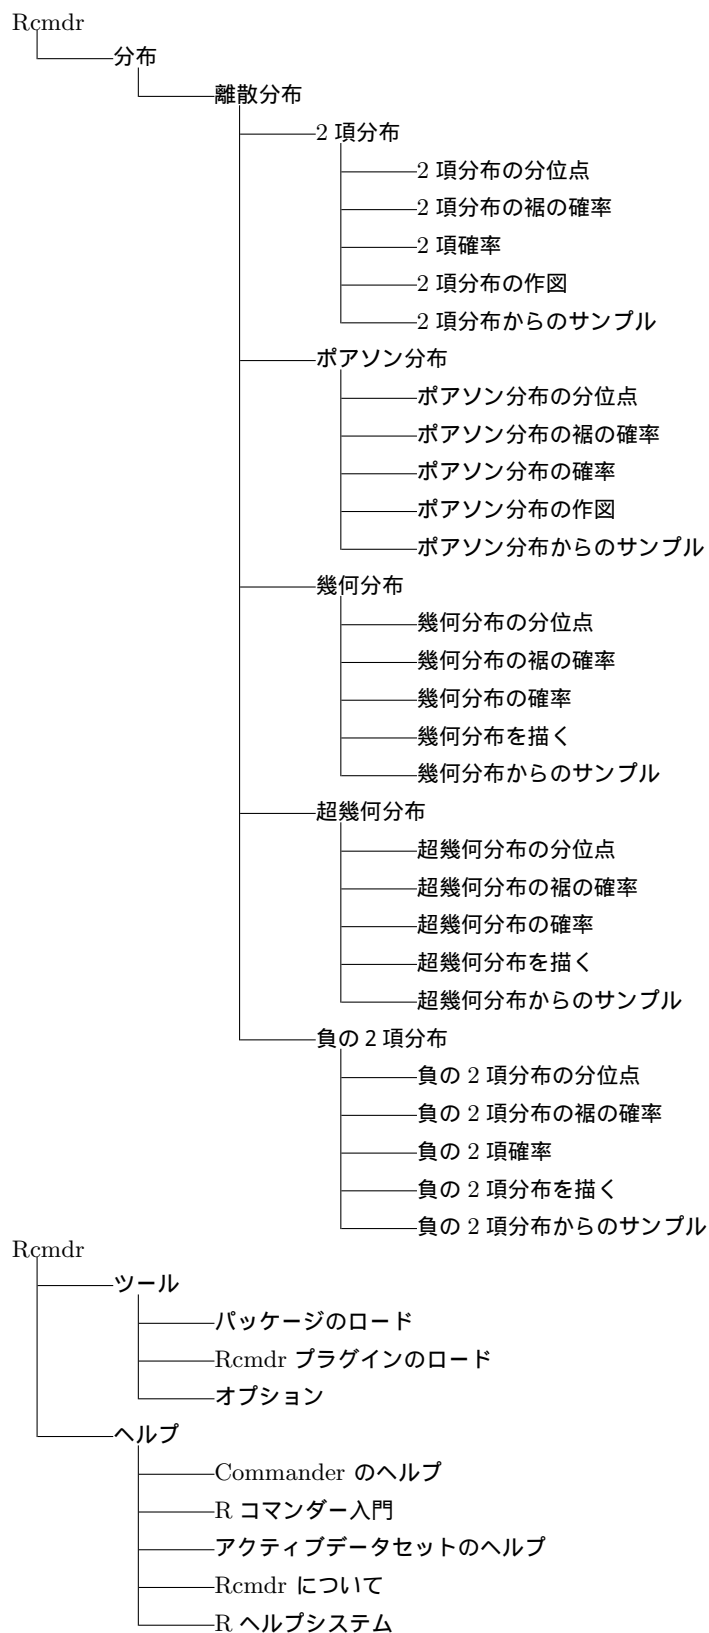 Rcmdr
分布
離散分布
2 項分布
2 項分布の分位点
2 項分布の裾の確率
2 項確率
2 項分布の作図
2 項分布からのサンプル
ポアソン分布
ポアソン分布の分位点
ポアソン分布の裾の確率
ポアソン分布の確率
ポアソン分布の作図
ポアソン分布からのサンプル
幾何分布
幾何分布の分位点
幾何分布の裾の確率
幾何分布の確率
幾何分布を描く
幾何分布からのサンプル
超幾何分布
超幾何分布の分位点
超幾何分布の裾の確率
超幾何分布の確率
超幾何分布を描く
超幾何分布からのサンプル
負の２項分布
負の 2 項分布の分位点
負の 2 項分布の裾の確率
負の 2 項確率
負の 2 項分布を描く
負の 2 項分布からのサンプル
Rcmdr
ツール
パッケージのロード
Rcmdr プラグインのロード
オプション
ヘルプ
Commander のヘルプ
R コマンダー入門
アクティブデータセットのヘルプ
Rcmdr について
R ヘルプシステム